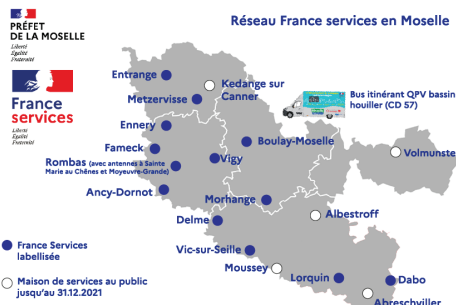 PRÉFET
DE LA MOSELLE
Liberté
Égalité
Fraternité
Réseau France services en Moselle
France
services
Liberté
Égalité
Fraternité
Entrange
Kedange sur
Canner
Metzervisse
Bus itinérant QPV bassin
houiller (CD 57)
Ennery
Fameck
Boulay-Moselle
Volmunste
Rombas (avec antennes à Sainte
Marie au Chênes et Moyeuvre-Grande)
Vigy
Ancy-Dornot
Morhange
Delme
Albestroff
France Services
labellisée
Vic-sur-Seille
Moussey
Lorquin
Dabo
Maison de services au public
jusqu'au 31.12.2021
Abreschviller